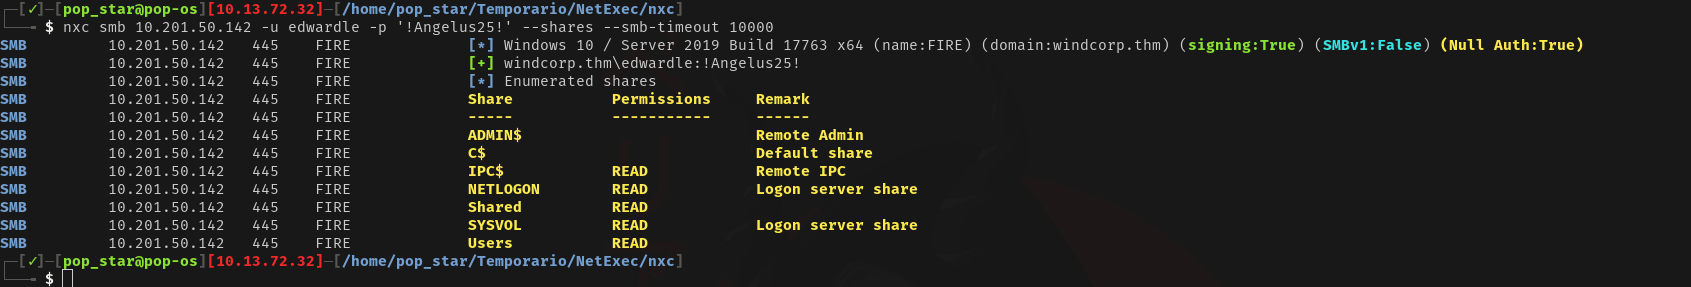 ┌─[✓]─[pop_star@pop-os][10.13.72.32]─[/home/pop_star/Temporario/NetExec/nxc]
└──╼ $ nxc smb 10.201.50.142 -u edwardle -p '!Angelus25!' --shares --smb-timeout 10000
SMB 10.201.50.142 445 FIRE [*] Windows 10 / Server 2019 Build 17763 x64 (name:FIRE) (domain:windcorp.thm) (signing:True) (SMBv1:False) (Null Auth:True)
SMB 10.201.50.142 445 FIRE [+] windcorp.thm\edwardle:!Angelus25!
SMB 10.201.50.142 445 FIRE [*] Enumerated shares
SMB 10.201.50.142 445 FIRE Share Permissions Remark
SMB 10.201.50.142 445 FIRE ----- ----------- ------
SMB 10.201.50.142 445 FIRE ADMIN$ Remote Admin
SMB 10.201.50.142 445 FIRE C$ Default share
SMB 10.201.50.142 445 FIRE IPC$ READ Remote IPC
SMB 10.201.50.142 445 FIRE NETLOGON READ Logon server share
SMB 10.201.50.142 445 FIRE Shared READ
SMB 10.201.50.142 445 FIRE SYSVOL READ Logon server share
SMB 10.201.50.142 445 FIRE Users READ
┌─[✓]─[pop_star@pop-os][10.13.72.32]─[/home/pop_star/Temporario/NetExec/nxc]
└──╼ $